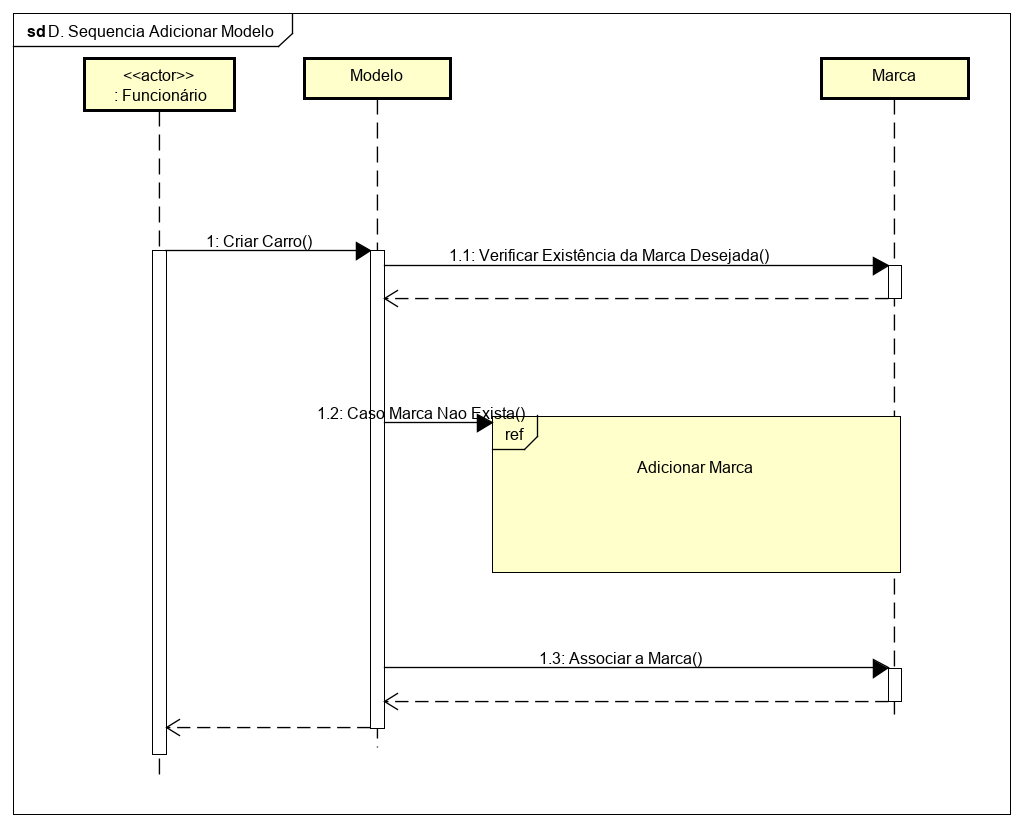 sd D. Sequencia Adicionar Modelo
<<actor>>
: Funcionário
Modelo
Marca
1: Criar Carro()
1.1: Verificar Existência da Marca Desejada()
1.2: Caso Marca Nao Exista()
ref
Adicionar Marca
1.3: Associar a Marca()